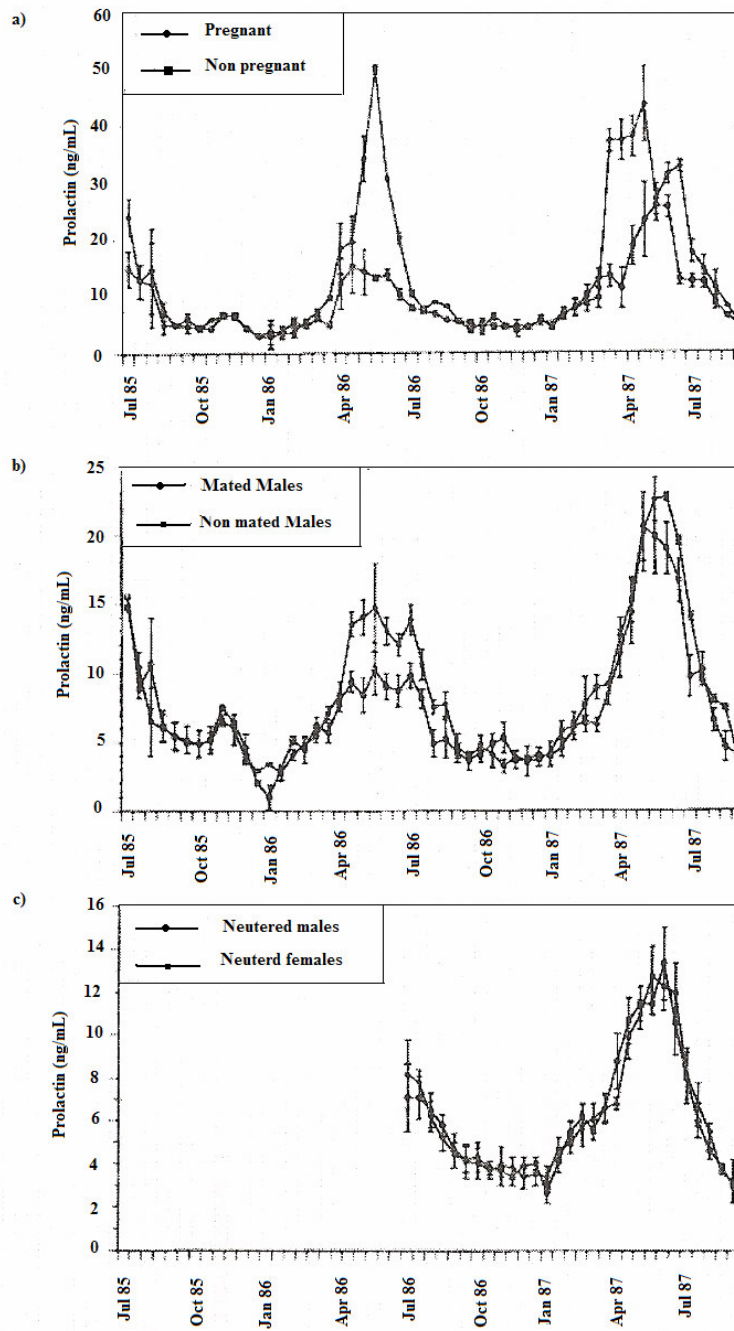 a)
60
50
40
30
20
10
0
Prolactin (ng/mL)
Pregnant
Non pregnant
Jul 85
Oct 85
Jan 86
Apr 86
Jul 86
Oct 86
Jan 87
Apr 87
Jul 87
b)
25
20
15
10
5
0
Prolactin (ng/mL)
Mated Males
Non mated Males
Jul 85
Oct 85
Jan 86
Apr 86
Jul 86
Oct 86
Jan 87
Apr 87
Jul 87
c)
16
14
12
10
8
6
4
2
0
Prolactin (ng/mL)
Neutered males
Neuterd females
Jul 85
Oct 85
Jan 86
Apr 86
Jul 86
Oct 86
Jan 87
Apr 87
Jul 87